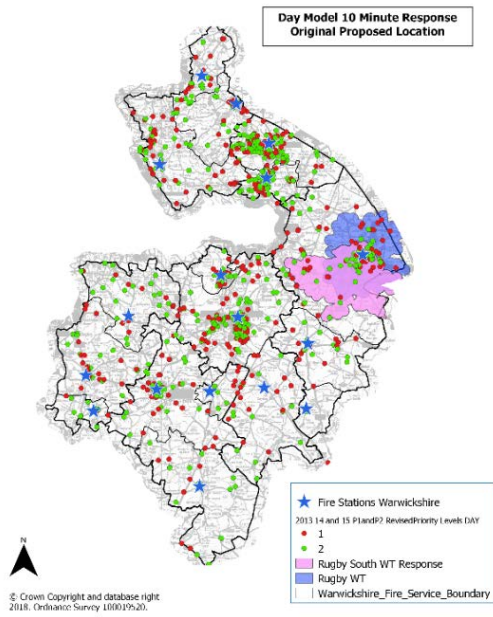 Day Model 10 Minute Response
Original Proposed Location
Fire Stations Warwickshire
2013 14 and 15 P1andP2 RevisedPriority Levels DAY
1
2
Rugby South WT Response
Rugby WT
Warwickshire_Fire_Service_Boundary
N
© Crown Copyright and database right
2018. Ordnance Survey 100019520.